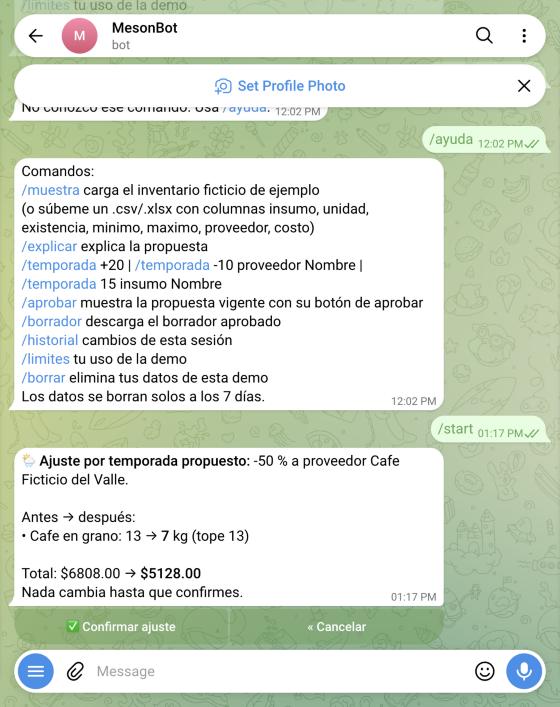 /limites tu uso de la demo
M
MesonBot
bot
Set Profile Photo
No conozco ese comando. Usa /ayuda. 12:02 PM
/ayuda 12:02 PM
Comandos:
/muestra carga el inventario ficticio de ejemplo
(o súbeme un .csv/.xlsx con columnas insumo, unidad,
existencia, minimo, maximo, proveedor, costo)
/explicar explica la propuesta
/temporada +20 | /temporada -10 proveedor Nombre |
/temporada 15 insumo Nombre
/aprobar muestra la propuesta vigente con su botón de aprobar
/borrador descarga el borrador aprobado
/historial cambios de esta sesión
/limites tu uso de la demo
/borrar elimina tus datos de esta demo
Los datos se borran solos a los 7 días. 12:02 PM
/start 01:17 PM
Ajuste por temporada propuesto: -50 % a proveedor Cafe
Ficticio del Valle.
Antes → después:
• Cafe en grano: 13 → 7 kg (tope 13)
Total: $6808.00 → $5128.00
Nada cambia hasta que confirmes. 01:17 PM
✅ Confirmar ajuste
« Cancelar
Message